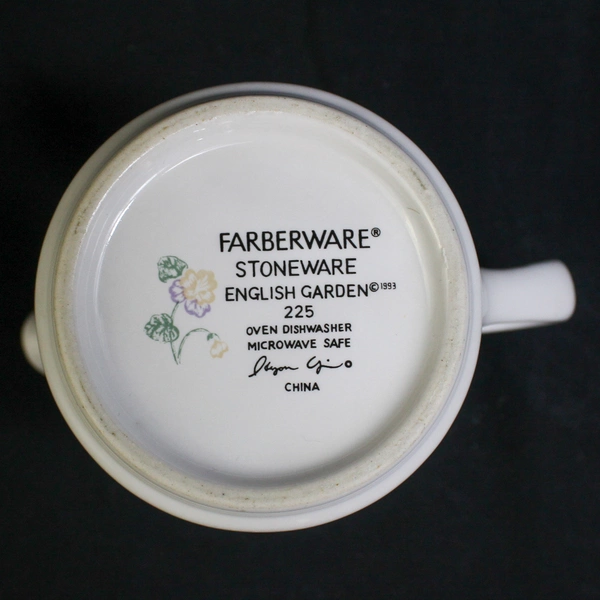 FARBERWARE®
STONEWARE
ENGLISH GARDEN©1993
225
OVEN DISHWASHER
MICROWAVE SAFE
CHINA